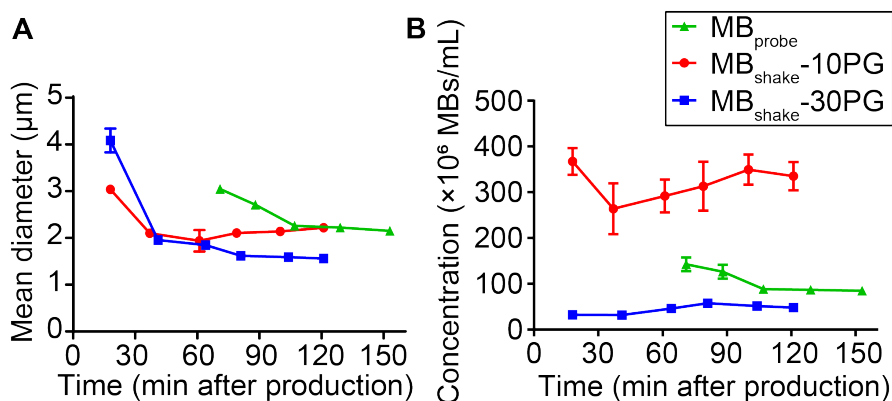 A
Mean diameter (µm)
5
4
3
2
1
0
0 30 60 90 120 150
Time (min after production)
B
Concentration (×10⁶ MBs/mL)
500
400
300
200
100
0
0 30 60 90 120 150
Time (min after production)
MBprobe
MBshake-10PG
MBshake-30PG